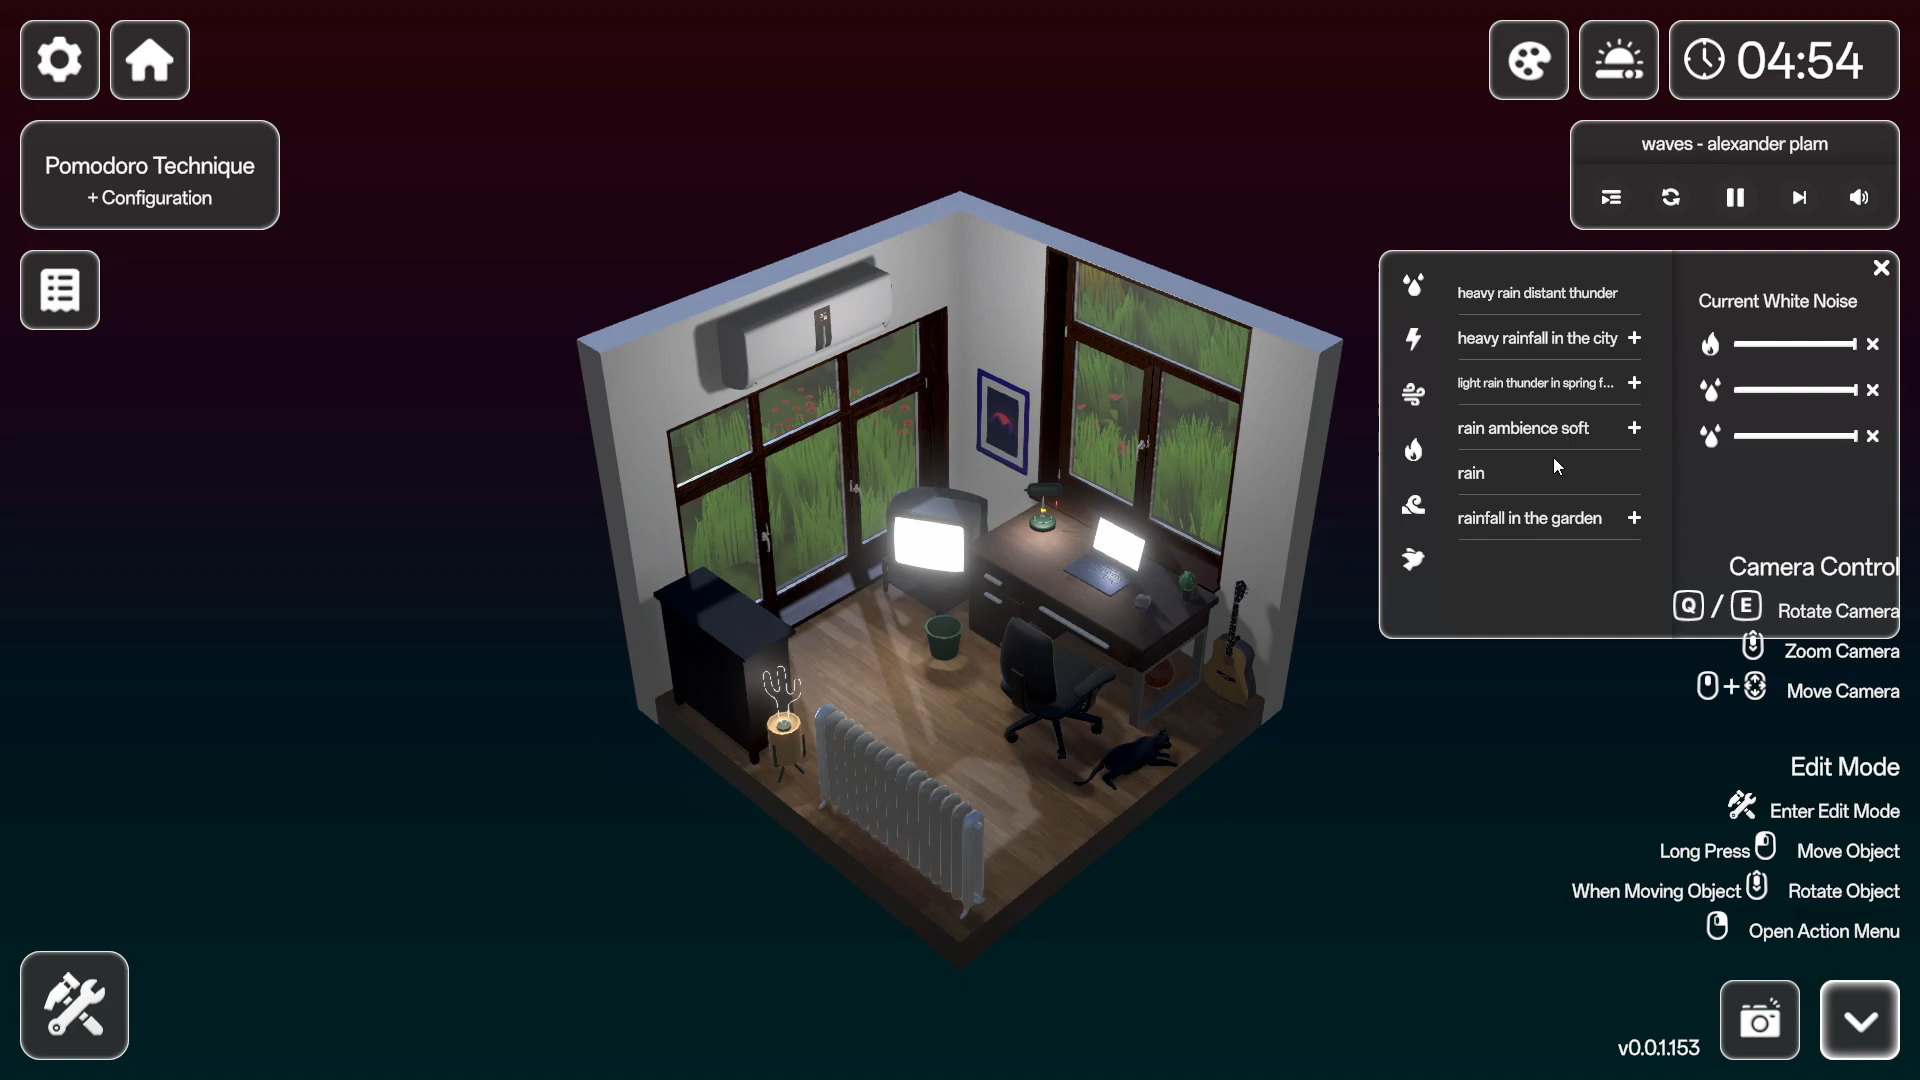 04:54
Pomodoro Technique
+ Configuration
waves - alexander plam
heavy rain distant thunder
heavy rainfall in the city +
light rain thunder in spring f... +
rain ambience soft +
rain
rainfall in the garden +
Current White Noise
Camera Control
Q / E Rotate Camera
Zoom Camera
+ Move Camera
Edit Mode
Enter Edit Mode
Long Press Move Object
When Moving Object Rotate Object
Open Action Menu
v0.0.1.153